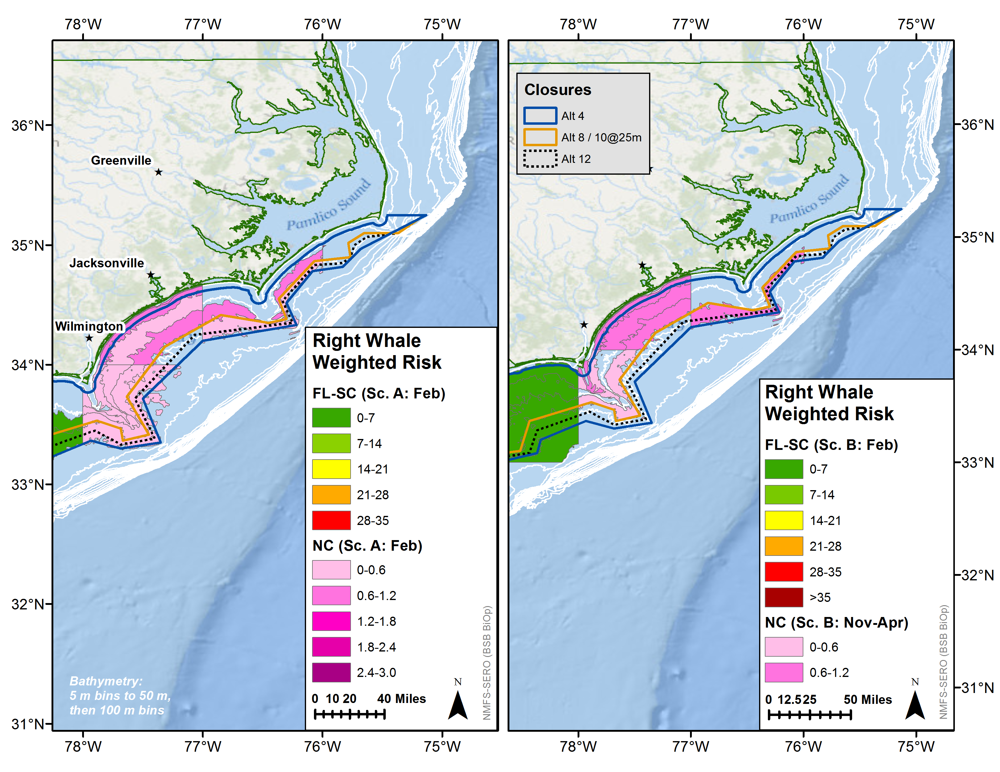 78°W 77°W 76°W 75°W
78°W 77°W 76°W 75°W
36°N
35°N
34°N
33°N
32°N
31°N
Greenville
Jacksonville
Wilmington
Pamlico Sound
Right Whale
Weighted Risk
FL-SC (Sc. A: Feb)
0-7
7-14
14-21
21-28
28-35
NC (Sc. A: Feb)
0-0.6
0.6-1.2
1.2-1.8
1.8-2.4
2.4-3.0
0 10 20 40 Miles
N
NMFS-SERO (BSB BiOp)
Bathymetry:
5 m bins to 50 m,
then 100 m bins
78°W 77°W 76°W 75°W
Closures
Alt 4
Alt 8 / 10@25m
Alt 12
Pamlico Sound
Right Whale
Weighted Risk
FL-SC (Sc. B: Feb)
0-7
7-14
14-21
21-28
28-35
>35
NC (Sc. B: Nov-Apr)
0-0.6
0.6-1.2
0 12.5 25 50 Miles
N
NMFS-SERO (BSB BiOp)
36°N
35°N
34°N
33°N
32°N
31°N
78°W 77°W 76°W 75°W